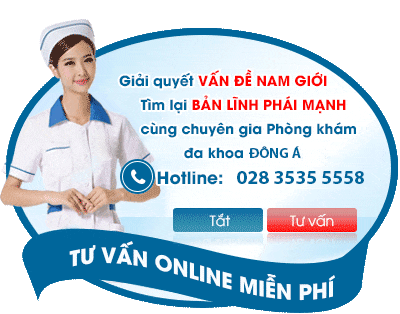 Giải quyết VẤN ĐỀ NAM GIỚI
Tìm lại BẢN LĨNH PHÁI MẠNH
cùng chuyên gia Phòng khám
đa khoa ĐÔNG Á
Hotline: 028 3535 5558
Tắt
Tư vấn
TƯ VẤN ONLINE MIỄN PHÍ